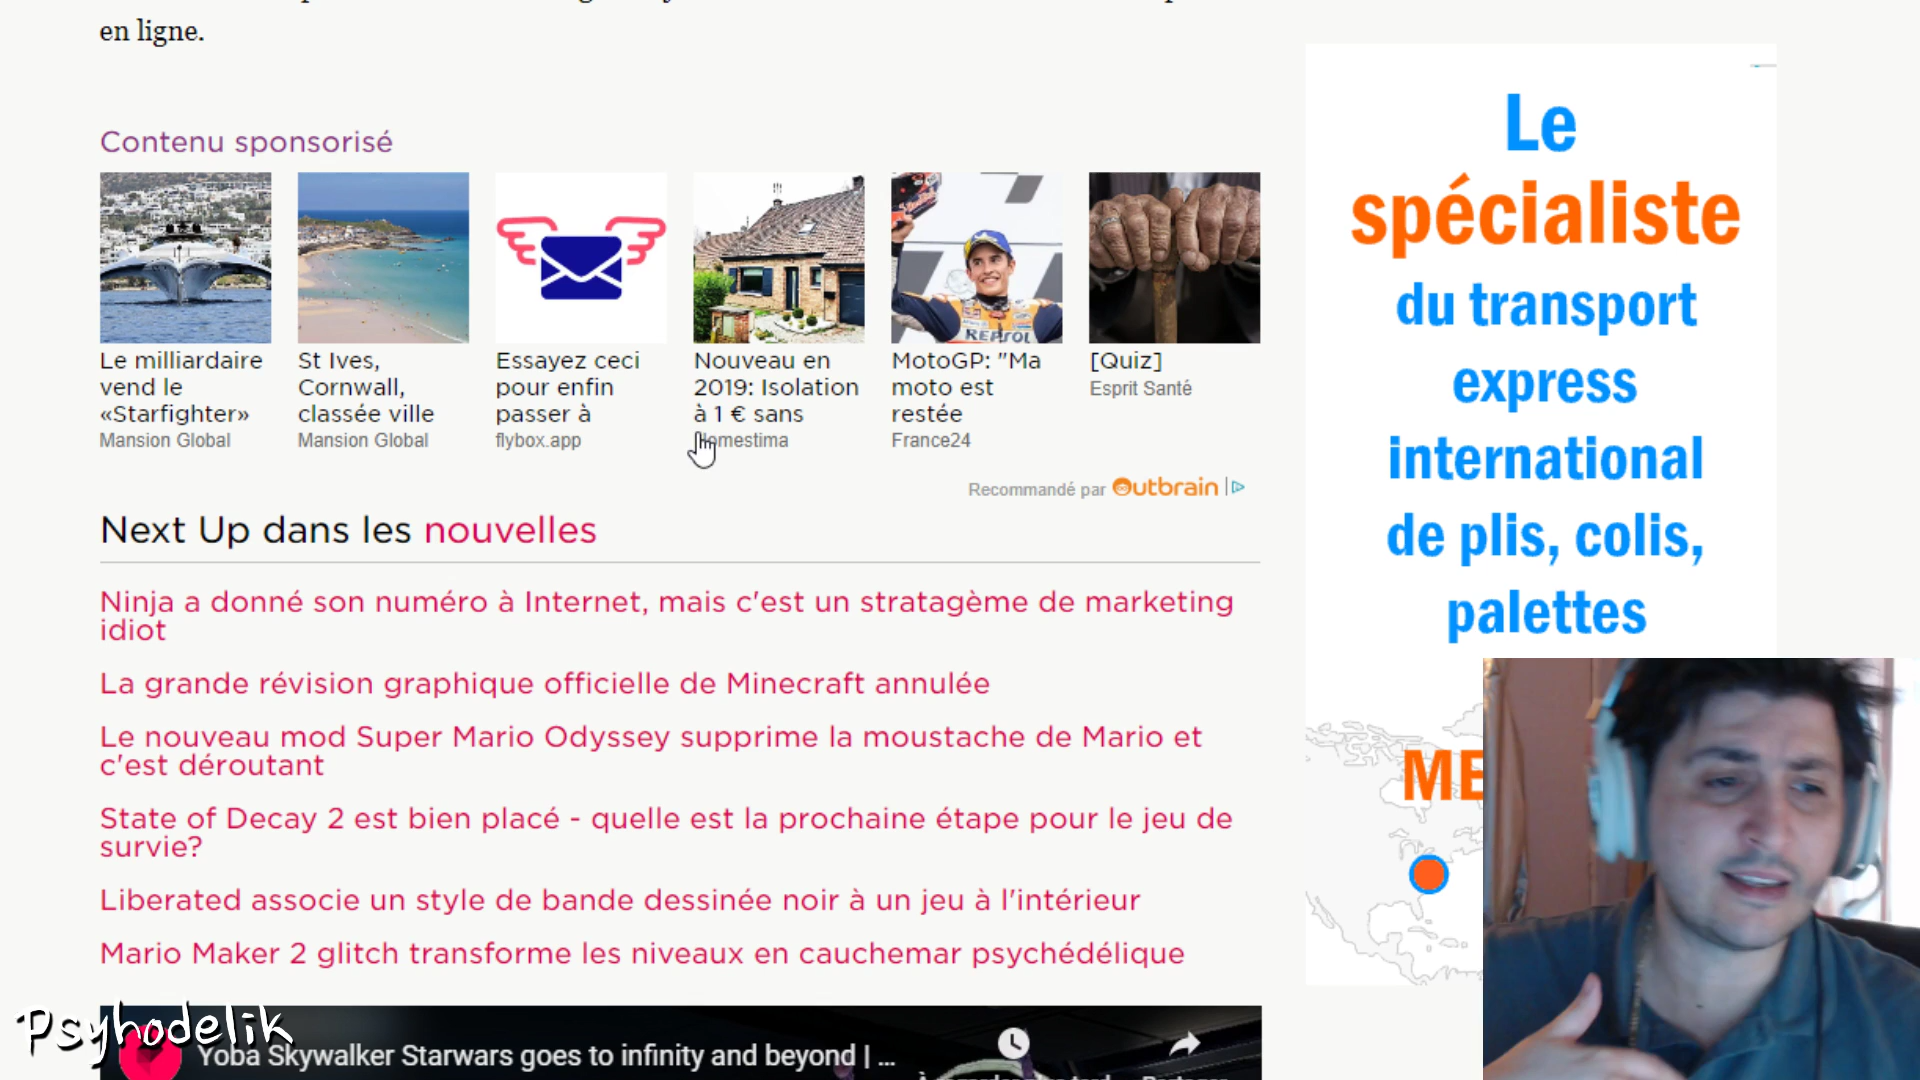 en ligne.
Contenu sponsorisé
Le milliardaire
vend le
«Starfighter»
Mansion Global
St Ives,
Cornwall,
classée ville
Mansion Global
Essayez ceci
pour enfin
passer à
flybox.app
Nouveau en
2019: Isolation
à 1 € sans
REPSOL
MotoGP: "Ma
moto est
restée
France24
[Quiz]
Esprit Santé
Recommandé par Outbrain
Next Up dans les nouvelles
Ninja a donné son numéro à Internet, mais c'est un stratagème de marketing
idiot
La grande révision graphique officielle de Minecraft annulée
Le nouveau mod Super Mario Odyssey supprime la moustache de Mario et
c'est déroutant
State of Decay 2 est bien placé - quelle est la prochaine étape pour le jeu de
survie?
Liberated associe un style de bande dessinée noir à un jeu à l'intérieur
Mario Maker 2 glitch transforme les niveaux en cauchemar psychédélique
Yoba Skywalker Starwars goes to infinity and beyond | ...
Psyhodelik
Le
spécialiste
du transport
express
international
de plis, colis,
palettes
ME